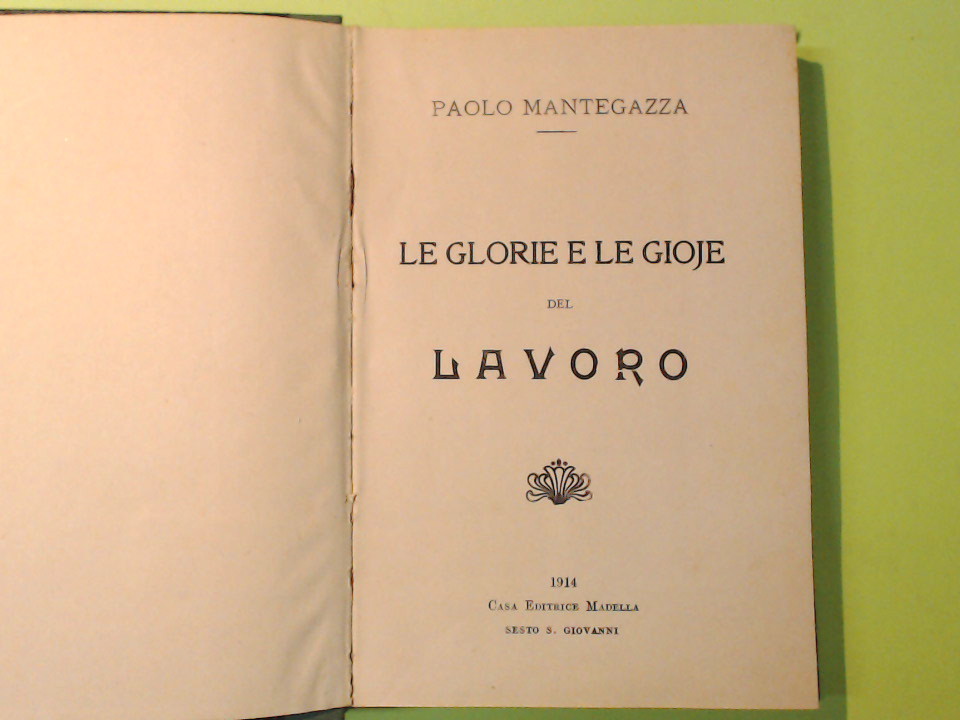 PAOLO MANTEGAZZA
LE GLORIE E LE GIOJE
DEL
LAVORO
1914
CASA EDITRICE MADELLA
SESTO S. GIOVANNI